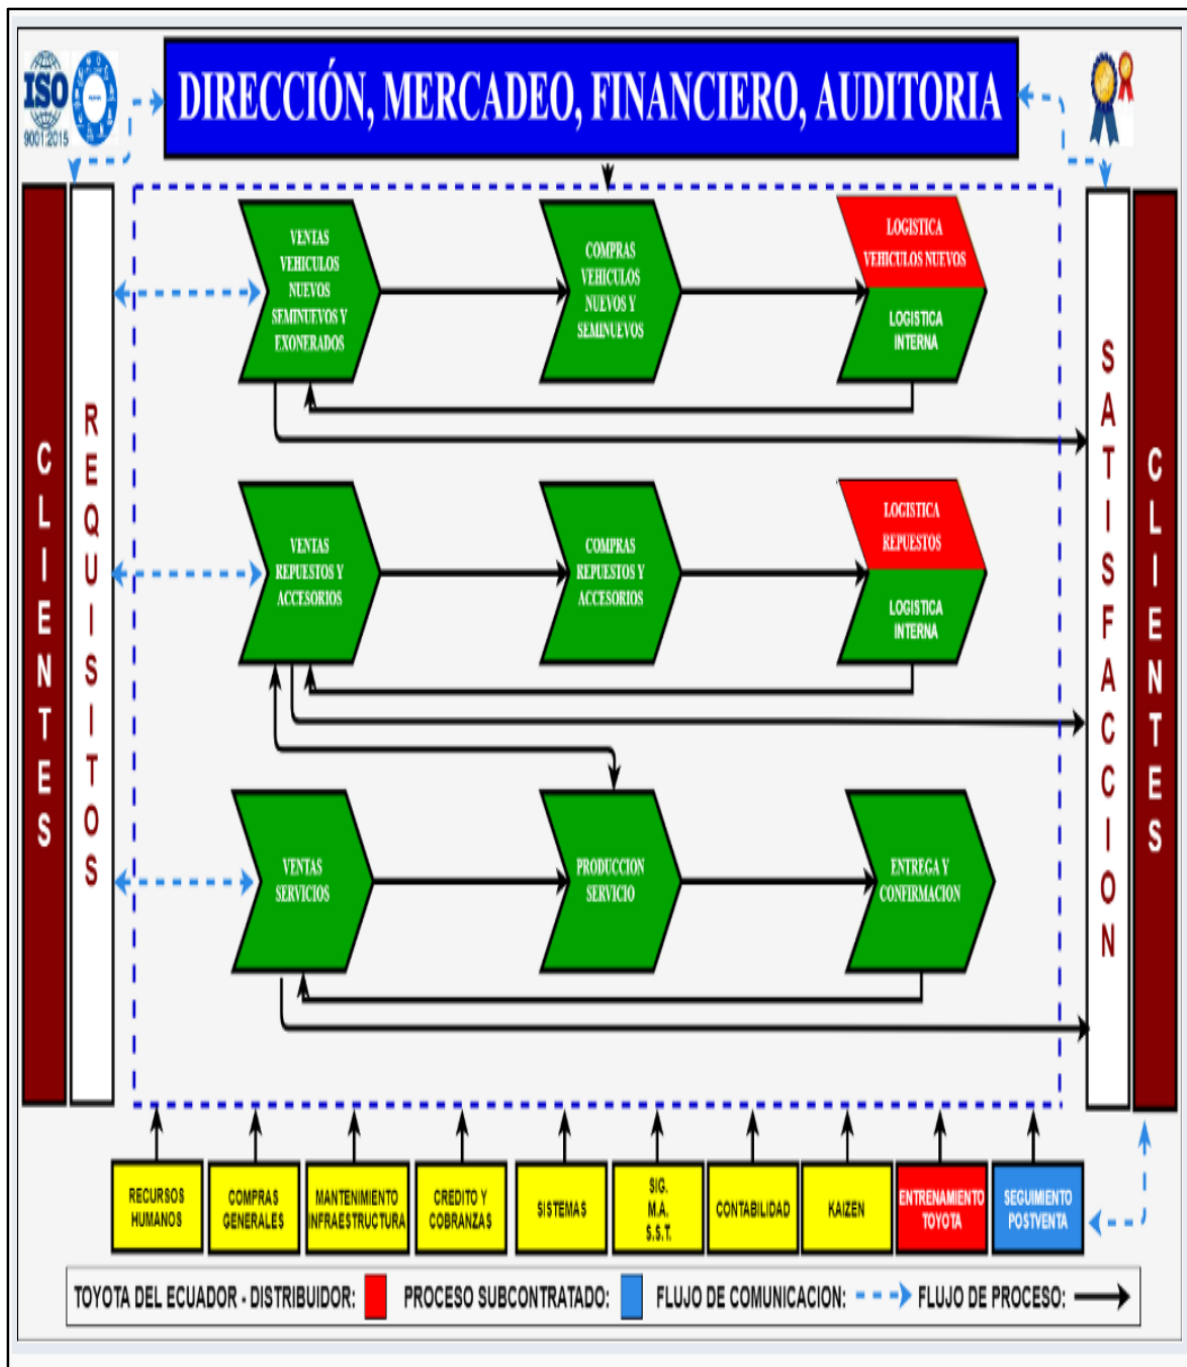 ISO
9001:2015
DIRECCIÓN, MERCADEO, FINANCIERO, AUDITORIA
CLIENTES
REQUISITOS
VENTAS
VEHICULOS
NUEVOS
SEMINUEVOS Y
EXONERADOS
COMPRAS
VEHICULOS
NUEVOS Y
SEMINUEVOS
LOGISTICA
VEHICULOS NUEVOS
LOGISTICA
INTERNA
VENTAS
REPUESTOS Y
ACCESORIOS
COMPRAS
REPUESTOS Y
ACCESORIOS
LOGISTICA
REPUESTOS
LOGISTICA
INTERNA
VENTAS
SERVICIOS
PRODUCCION
SERVICIO
ENTREGA Y
CONFIRMACION
SATISFACCION
CLIENTES
RECURSOS
HUMANOS
COMPRAS
GENERALES
MANTENIMIENTO
INFRAESTRUCTURA
CREDITO Y
COBRANZAS
SISTEMAS
SIG.
M.A.
S.S.T.
CONTABILIDAD
KAIZEN
ENTRENAMIENTO
TOYOTA
SEGUIMIENTO
POSTVENTA
TOYOTA DEL ECUADOR - DISTRIBUIDOR: PROCESO SUBCONTRATADO: FLUJO DE COMUNICACION: FLUJO DE PROCESO: